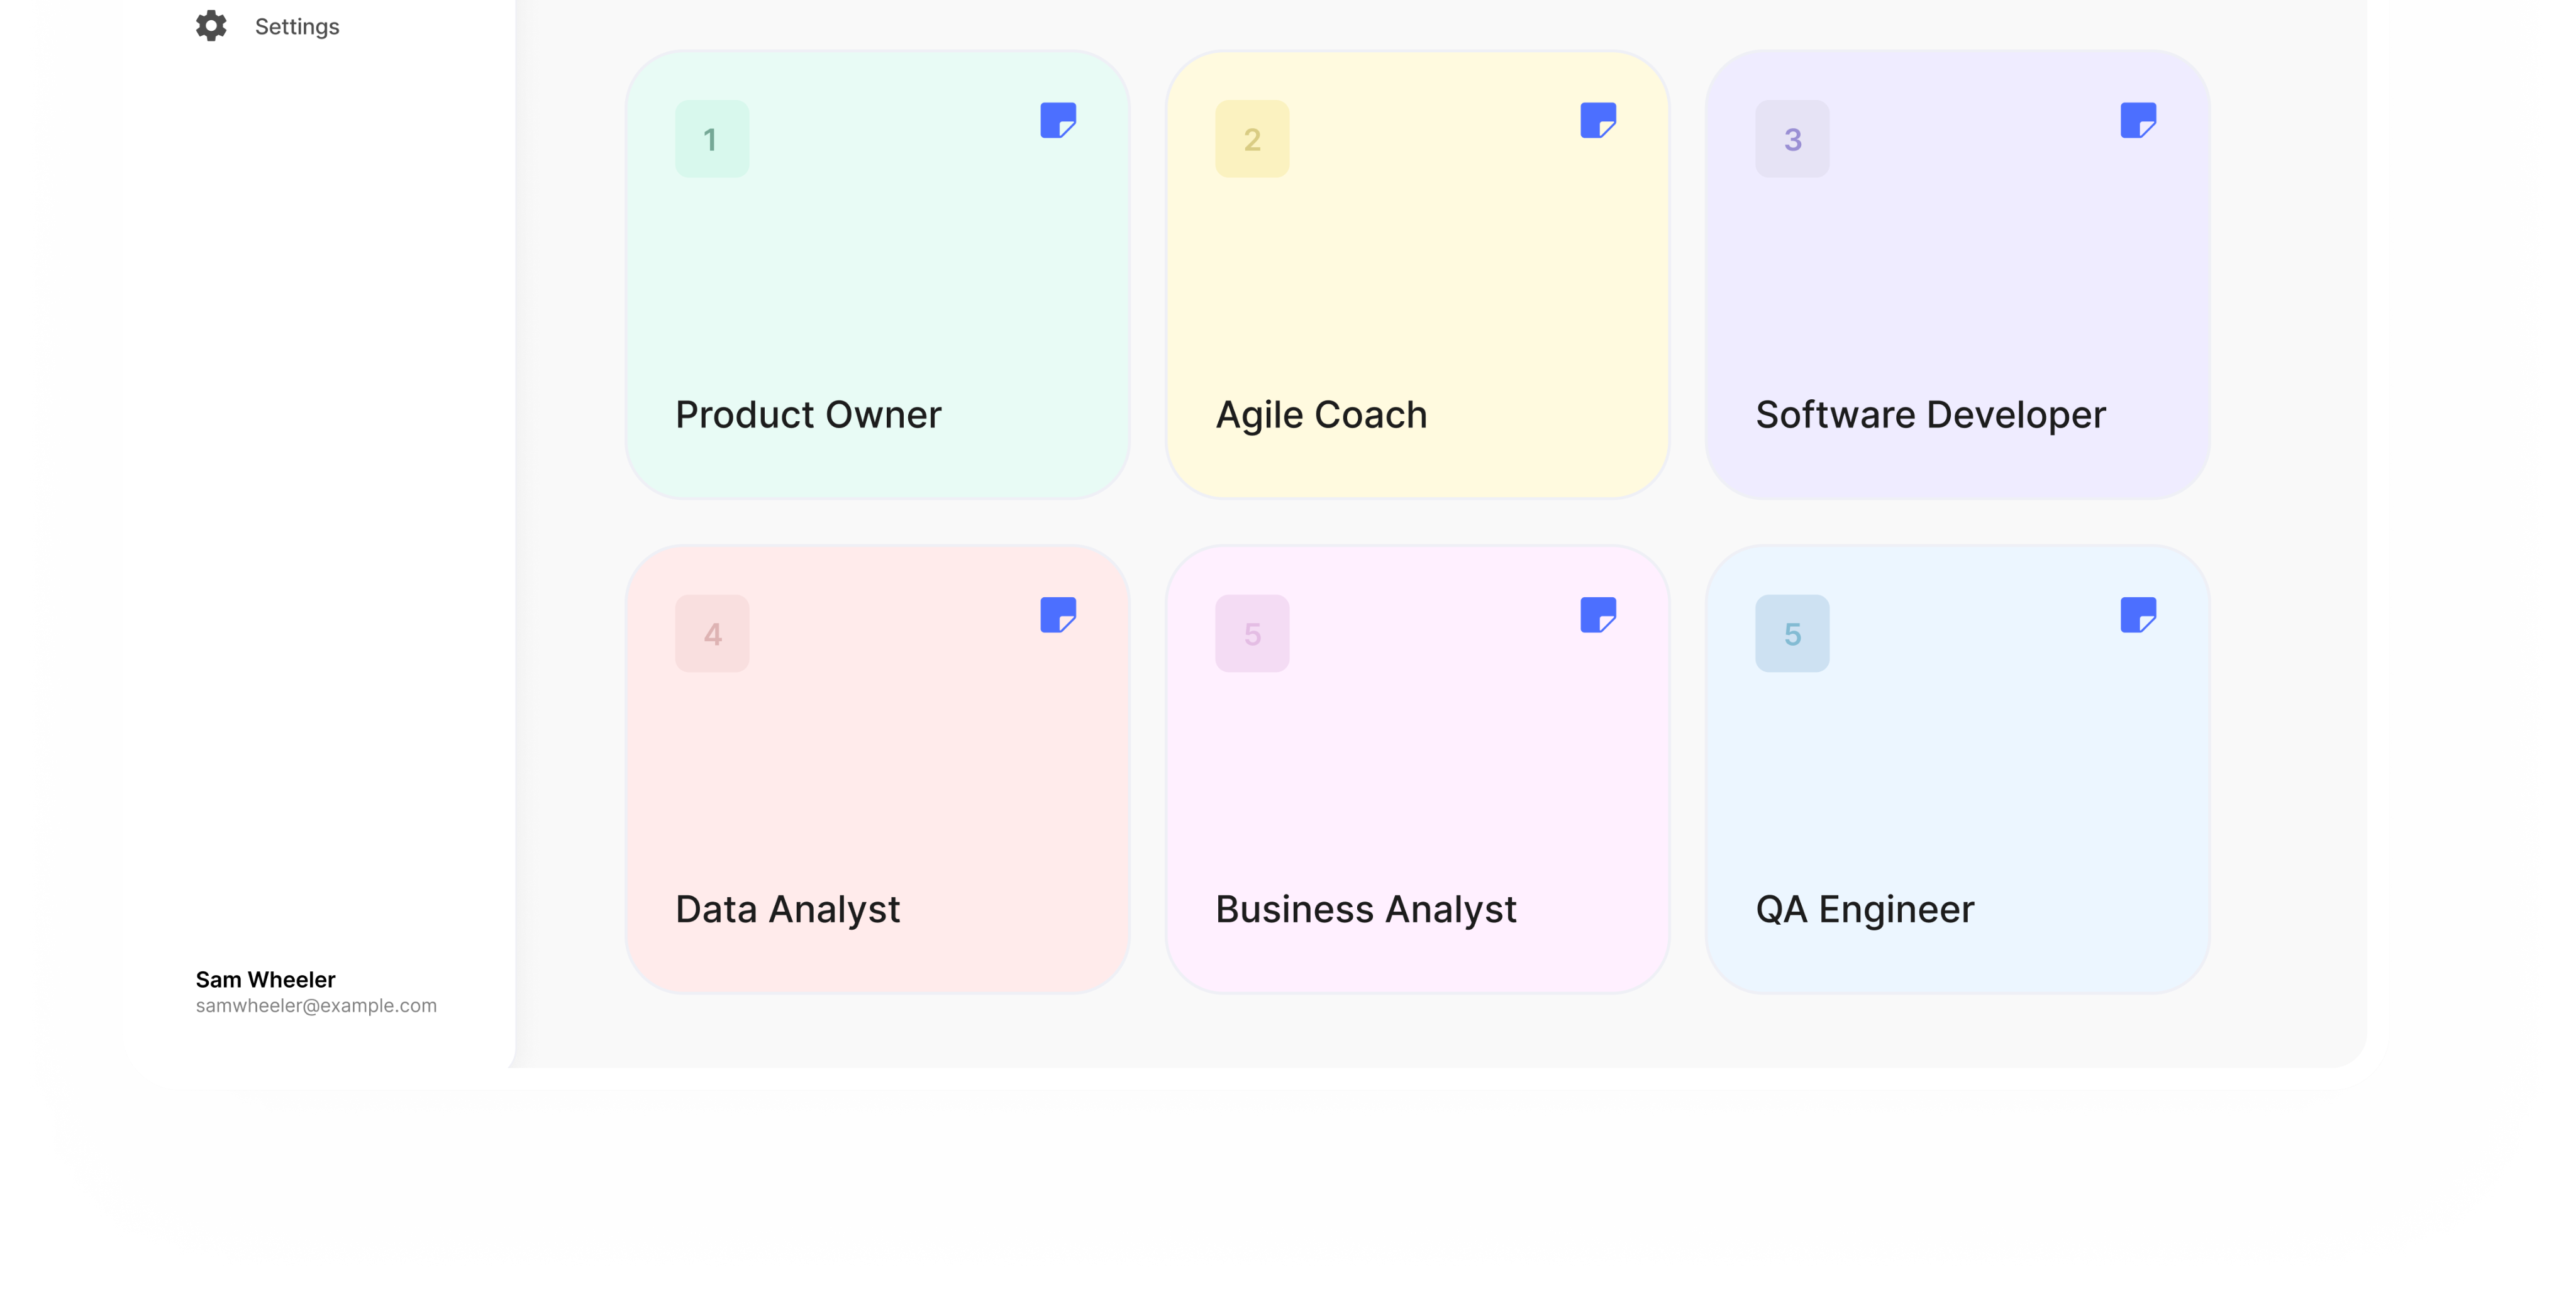 Settings
1
2
3
Product Owner
Agile Coach
Software Developer
4
5
5
Data Analyst
Business Analyst
QA Engineer
Sam Wheeler
samwheeler@example.com